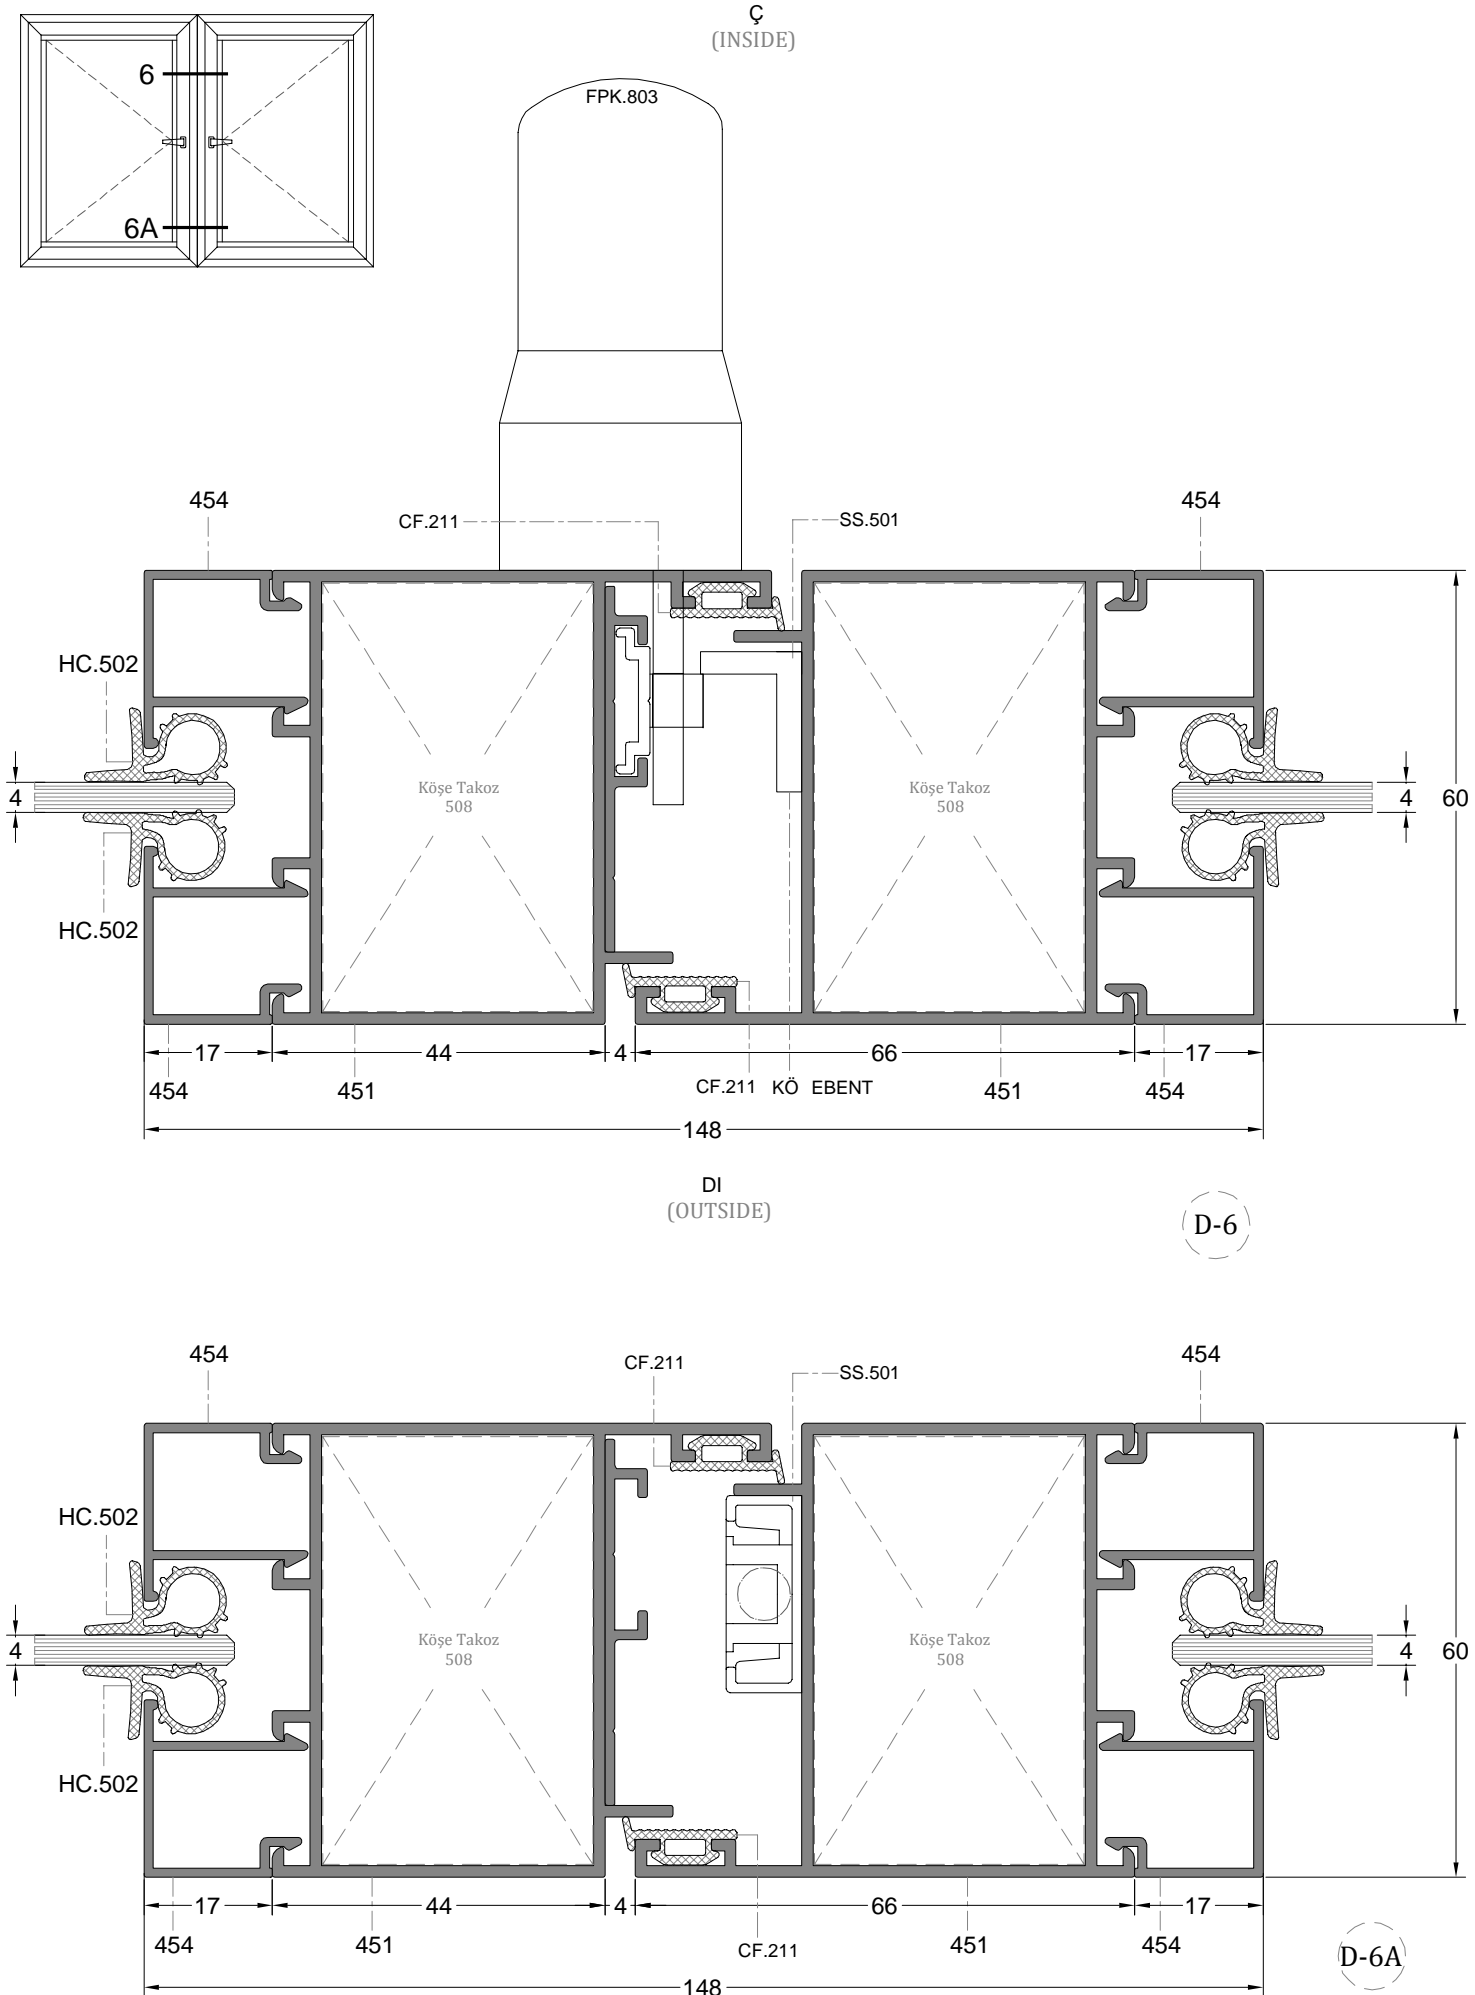 Ç
(INSIDE)
6
6A
FPK.803
454
CF.211
SS.501
454
HC.502
4
Köşe Takoz
508
Köşe Takoz
508
4
60
HC.502
17
44
4
66
17
454
451
CF.211
KÖ EBENT
451
454
148
DI
(OUTSIDE)
D-6
454
CF.211
SS.501
454
HC.502
4
Köşe Takoz
508
Köşe Takoz
508
4
60
HC.502
17
44
4
66
17
454
451
CF.211
451
454
148
D-6A